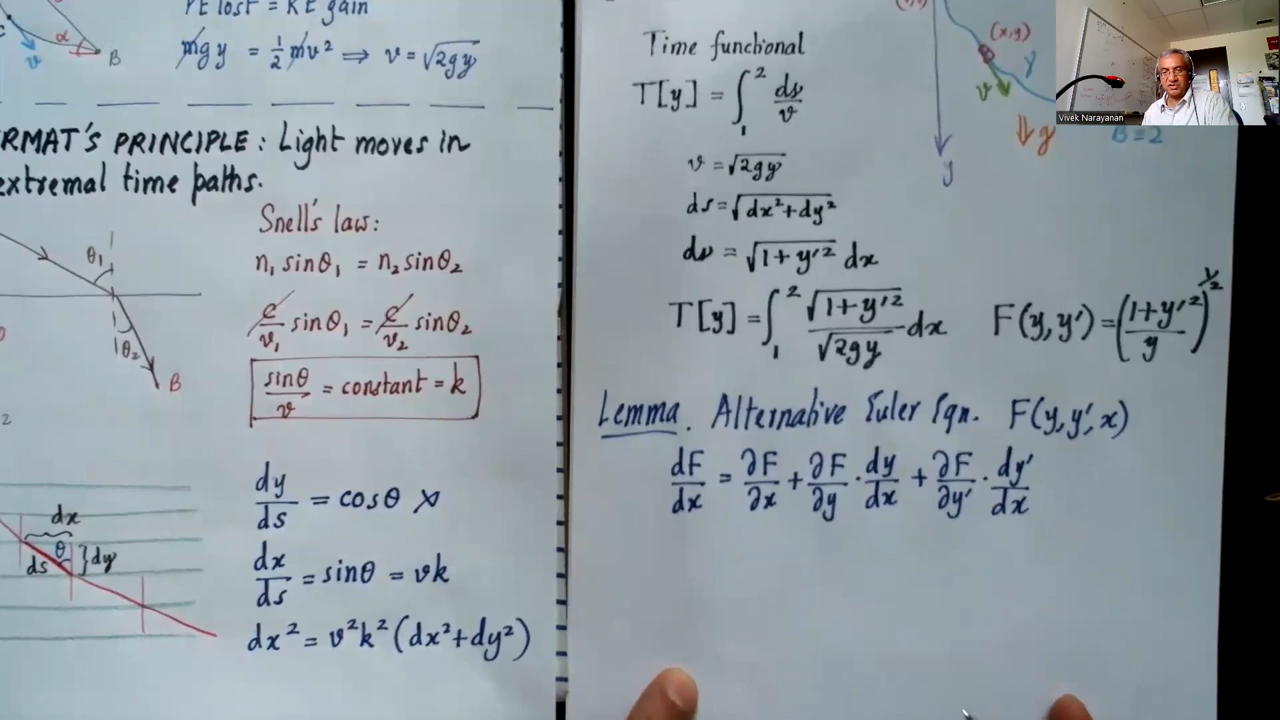 PE lost = KE gain
C
α
B
v
mgy = 1/2 mv² ⟹ v = √2gy
RMAT'S PRINCIPLE : Light moves in
extremal time paths.
Snell's law:
θ₁
n₁ sinθ₁ = n₂ sinθ₂
c/v₁ sinθ₁ = c/v₂ sinθ₂
θ₂
B
sinθ/v = constant = k
2
dy/ds = cosθ ×
dx
θ
ds
dy
dx/ds = sinθ = vk
dx² = v²k²(dx²+dy²)
Time functional
T[y] = ∫₁² ds/v
v = √2gy
ds = √dx²+dy²
ds = √1+y'² dx
T[y] = ∫₁² √1+y'²/√2gy dx
F(y,y') = (1+y'²/y)^1/2
(x,y)
γ
v
g
y
B=2
Vivek Narayanan
Lemma. Alternative Euler Eqn. F(y,y',x)
dF/dx = ∂F/∂x + ∂F/∂y · dy/dx + ∂F/∂y' · dy'/dx